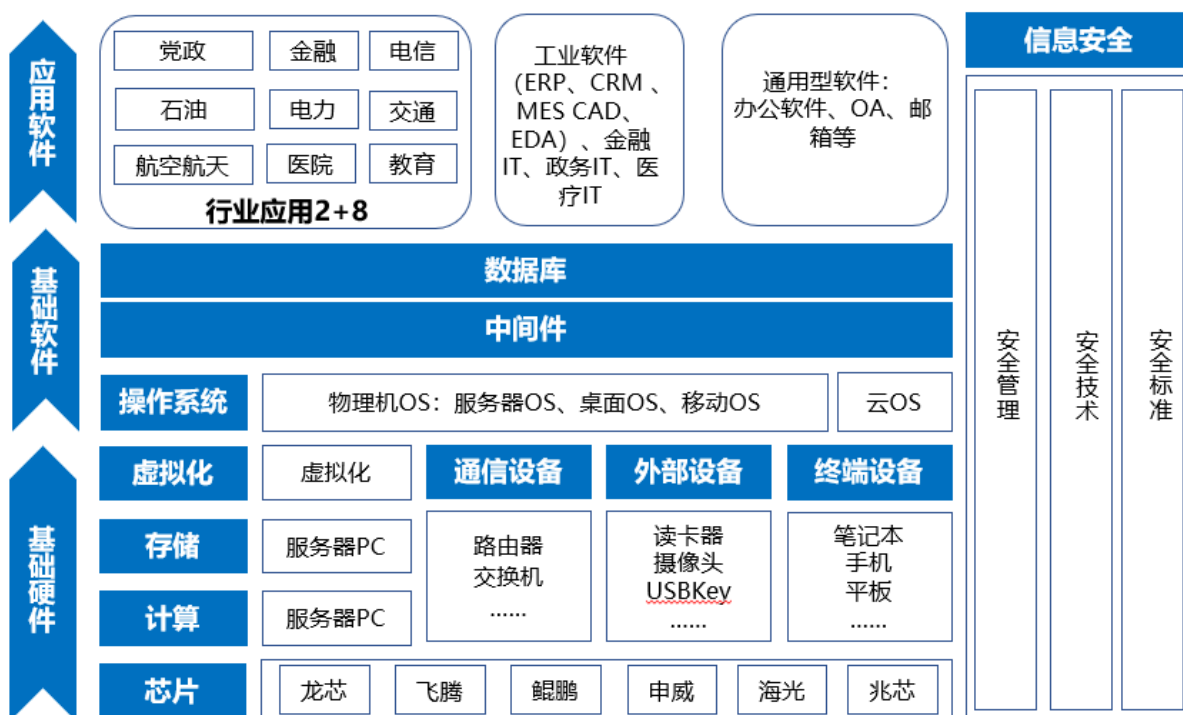 应用软件
党政
金融
电信
石油
电力
交通
航空航天
医院
教育
行业应用2+8
工业软件
（ERP、CRM 、
MES CAD、
EDA）、金融
IT、政务IT、医
疗IT
通用型软件：
办公软件、OA、邮
箱等
信息安全
安全管理
安全技术
安全标准
基础软件
数据库
中间件
操作系统
物理机OS：服务器OS、桌面OS、移动OS
云OS
基础硬件
虚拟化
虚拟化
通信设备
外部设备
终端设备
存储
服务器PC
路由器
交换机
......
读卡器
摄像头
USBKey
......
笔记本
手机
平板
......
计算
服务器PC
芯片
龙芯
飞腾
鲲鹏
申威
海光
兆芯